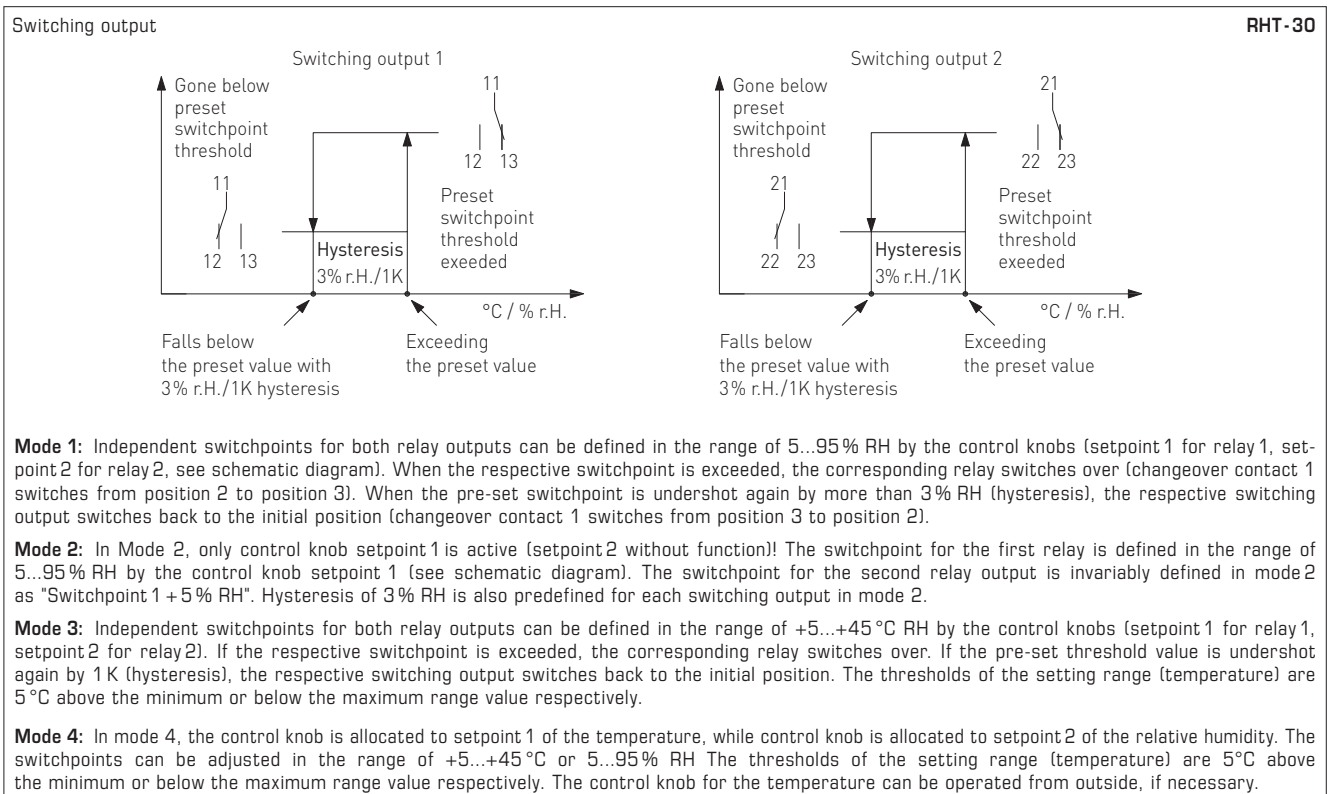 Switching output
RHT-30
Switching output 1
Gone below
preset
switchpoint
threshold
11
12 13
11
12 13
Preset
switchpoint
threshold
exeeded
Hysteresis
3% r.H./1K
°C / % r.H.
Falls below
the preset value with
3% r.H./1K hysteresis
Exceeding
the preset value
Switching output 2
Gone below
preset
switchpoint
threshold
21
22 23
21
22 23
Preset
switchpoint
threshold
exeeded
Hysteresis
3% r.H./1K
°C / % r.H.
Falls below
the preset value with
3% r.H./1K hysteresis
Exceeding
the preset value
Mode 1: Independent switchpoints for both relay outputs can be defined in the range of 5...95% RH by the control knobs (setpoint 1 for relay 1, set-
point 2 for relay 2, see schematic diagram). When the respective switchpoint is exceeded, the corresponding relay switches over (changeover contact 1
switches from position 2 to position 3). When the pre-set switchpoint is undershot again by more than 3% RH (hysteresis), the respective switching
output switches back to the initial position (changeover contact 1 switches from position 3 to position 2).
Mode 2: In Mode 2, only control knob setpoint 1 is active (setpoint 2 without function)! The switchpoint for the first relay is defined in the range of
5...95% RH by the control knob setpoint 1 (see schematic diagram). The switchpoint for the second relay output is invariably defined in mode 2
as "Switchpoint 1 + 5% RH". Hysteresis of 3% RH is also predefined for each switching output in mode 2.
Mode 3: Independent switchpoints for both relay outputs can be defined in the range of +5...+45 °C RH by the control knobs (setpoint 1 for relay 1,
setpoint 2 for relay 2). If the respective switchpoint is exceeded, the corresponding relay switches over. If the pre-set threshold value is undershot
again by 1 K (hysteresis), the respective switching output switches back to the initial position. The thresholds of the setting range (temperature) are
5 °C above the minimum or below the maximum range value respectively.
Mode 4: In mode 4, the control knob is allocated to setpoint 1 of the temperature, while control knob is allocated to setpoint 2 of the relative humidity. The
switchpoints can be adjusted in the range of +5...+45 °C or 5...95% RH The thresholds of the setting range (temperature) are 5°C above
the minimum or below the maximum range value respectively. The control knob for the temperature can be operated from outside, if necessary.